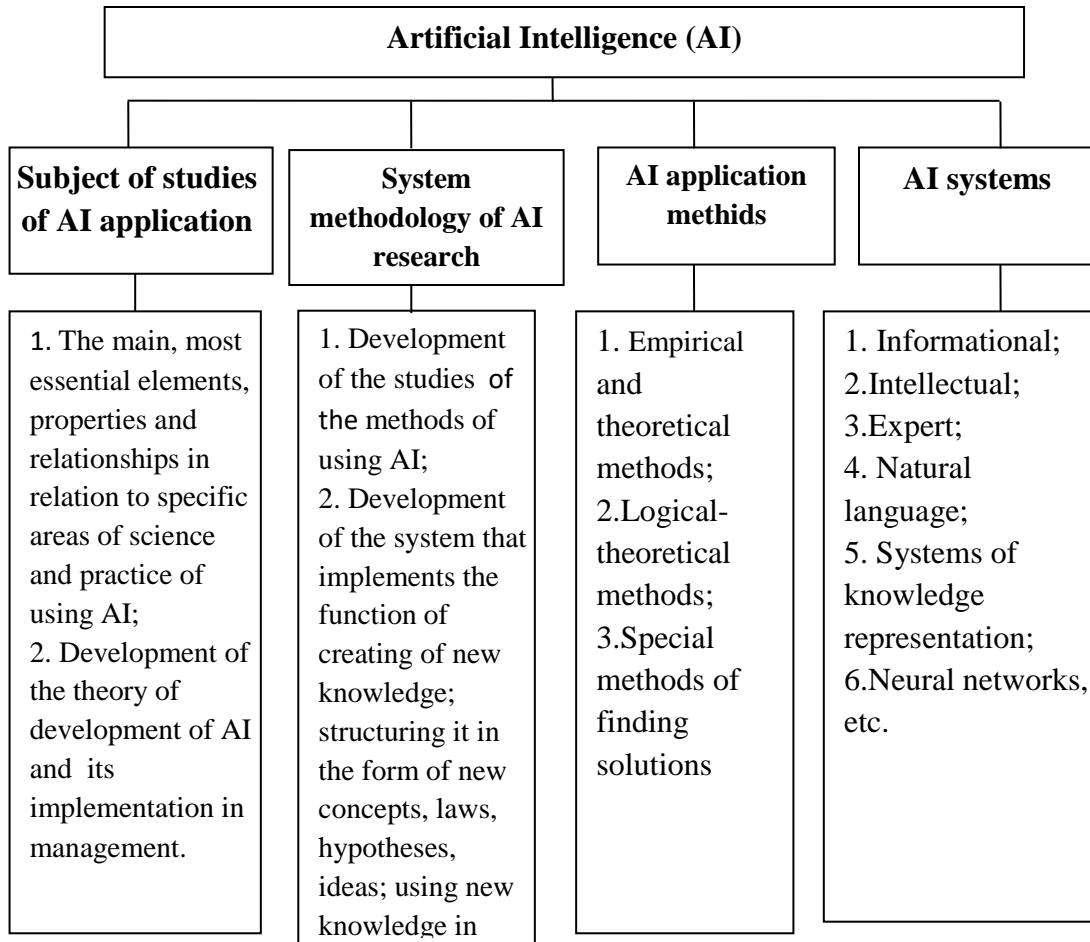 Artificial Intelligence (AI)
Subject of studies
of AI application
System
methodology of AI
research
AI application
methids
AI systems
1. The main, most
essential elements,
properties and
relationships in
relation to specific
areas of science
and practice of
using AI;
2. Development of
the theory of
development of AI
and its
implementation in
management.
1. Development
of the studies of
the methods of
using AI;
2. Development
of the system that
implements the
function of
creating of new
knowledge;
structuring it in
the form of new
concepts, laws,
hypotheses,
ideas; using new
knowledge in
1. Empirical
and
theoretical
methods;
2.Logical-
theoretical
methods;
3.Special
methods of
finding
solutions
1. Informational;
2.Intellectual;
3.Expert;
4. Natural
language;
5. Systems of
knowledge
representation;
6.Neural networks,
etc.